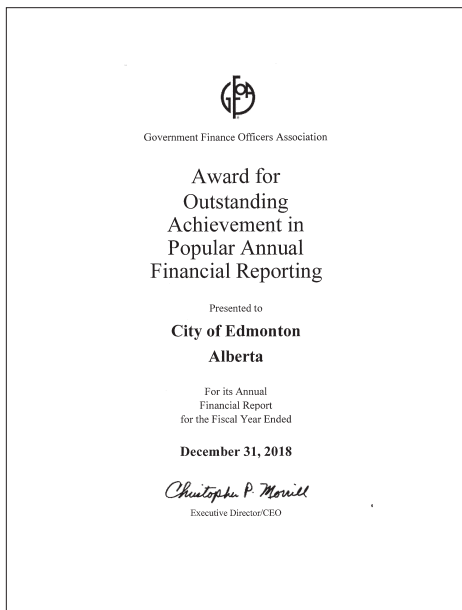 GFOA
Government Finance Officers Association
Award for
Outstanding
Achievement in
Popular Annual
Financial Reporting
Presented to
City of Edmonton
Alberta
For its Annual
Financial Report
for the Fiscal Year Ended
December 31, 2018
Christopher P. Morrill
Executive Director/CEO